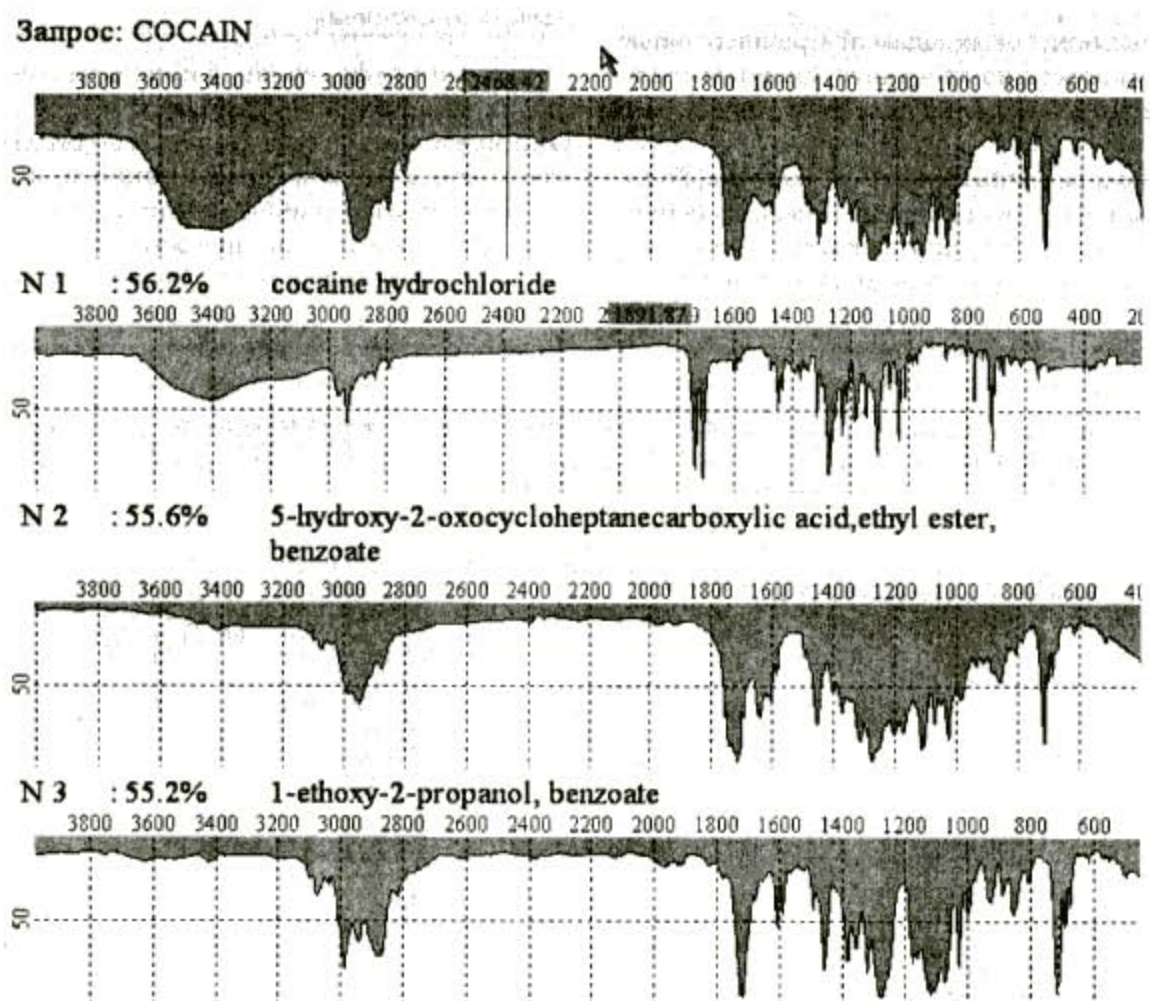 Запрос: COCAIN
3800 3600 3400 3200 3000 2800 2468.42 2200 2000 1800 1600 1400 1200 1000 800 600
50
N 1 : 56.2% cocaine hydrochloride
3800 3600 3400 3200 3000 2800 2600 2400 2200 1891.87 1600 1400 1200 1000 800 600 400
50
N 2 : 55.6% 5-hydroxy-2-oxocycloheptanecarboxylic acid,ethyl ester,
benzoate
3800 3600 3400 3200 3000 2800 2600 2400 2200 2000 1800 1600 1400 1200 1000 800 600
50
N 3 : 55.2% 1-ethoxy-2-propanol, benzoate
3800 3600 3400 3200 3000 2800 2600 2400 2200 2000 1800 1600 1400 1200 1000 800 600
50